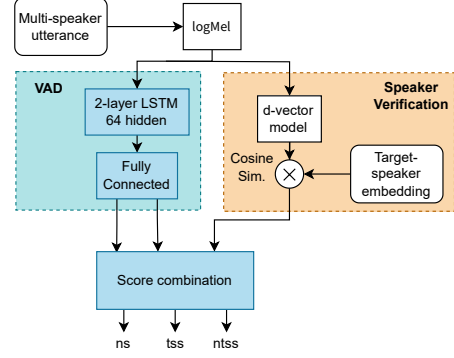 Multi-speaker
utterance
logMel
VAD
Speaker
Verification
2-layer LSTM
64 hidden
d-vector
model
Fully
Connected
Cosine
Sim.
Target-
speaker
embedding
Score combination
ns
tss
ntss